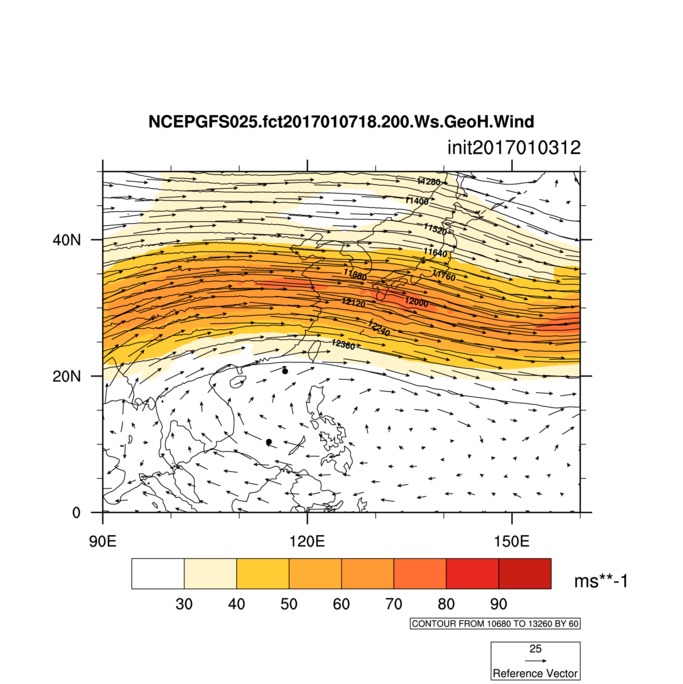 NCEPGFS025.fct2017010718.200.Ws.GeoH.Wind
init2017010312
11280
11400
40N
11520
11640
11880
11760
12120
12000
12240
12360
20N
0
90E 120E 150E
ms**-1
30 40 50 60 70 80 90
CONTOUR FROM 10680 TO 13260 BY 60
25
Reference Vector